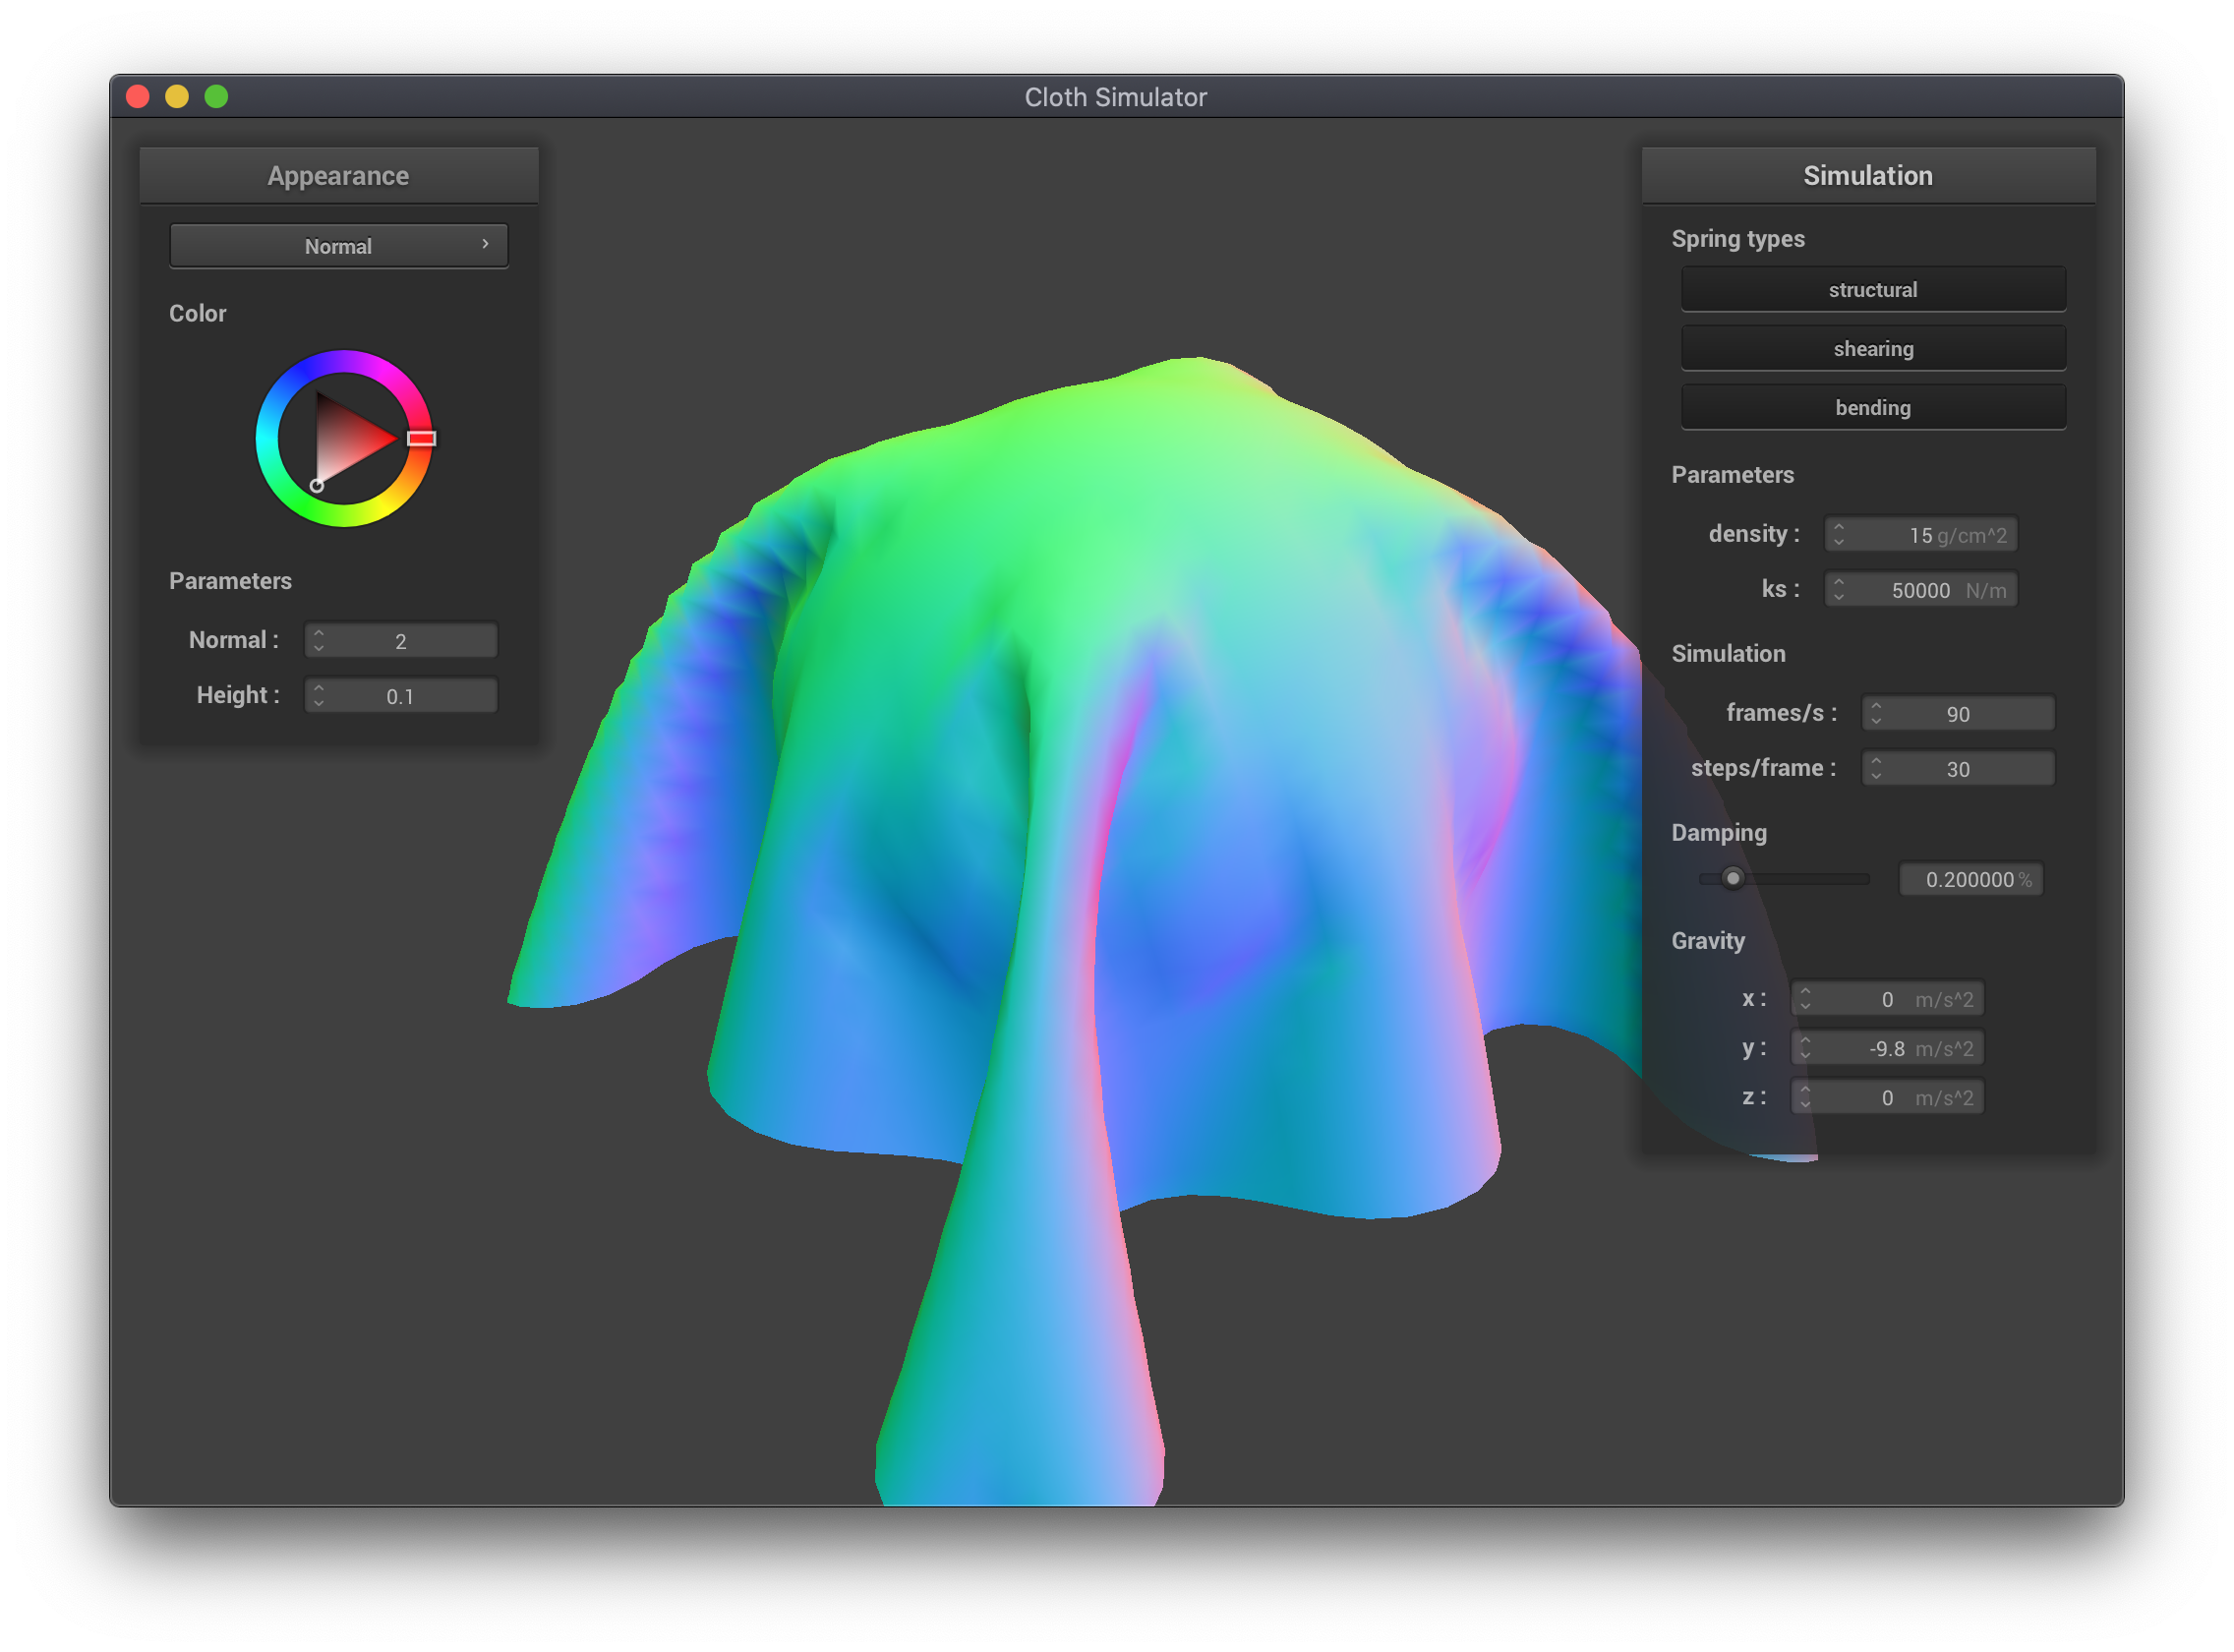 Cloth Simulator
Appearance
Normal
Color
Parameters
Normal : 2
Height : 0.1
Simulation
Spring types
structural
shearing
bending
Parameters
density : 15 g/cm^2
ks : 50000 N/m
Simulation
frames/s : 90
steps/frame : 30
Damping
0.200000 %
Gravity
x : 0 m/s^2
y : -9.8 m/s^2
z : 0 m/s^2